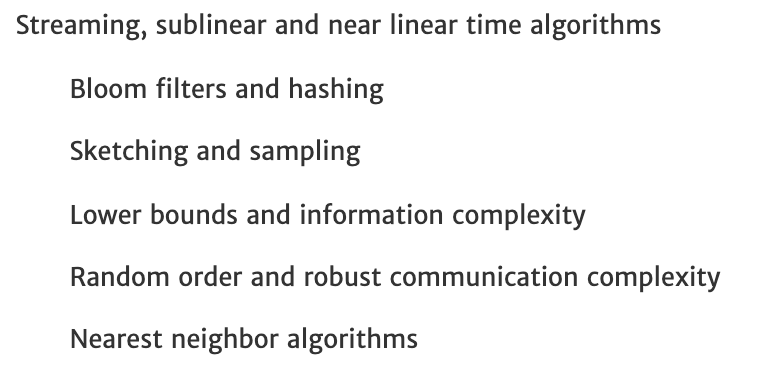 Streaming, sublinear and near linear time algorithms
Bloom filters and hashing
Sketching and sampling
Lower bounds and information complexity
Random order and robust communication complexity
Nearest neighbor algorithms